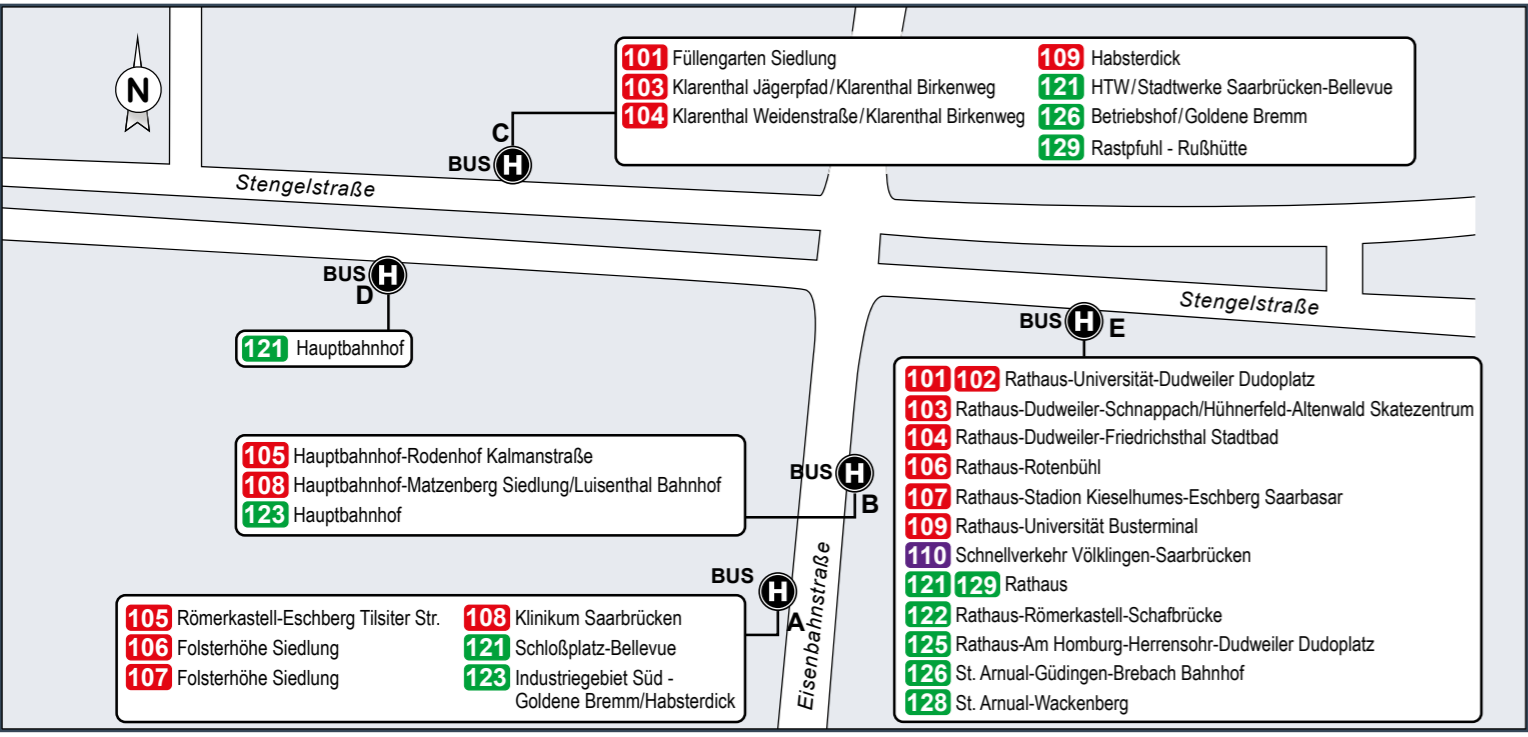 N
101 Füllengarten Siedlung
103 Klarenthal Jägerpfad/Klarenthal Birkenweg
104 Klarenthal Weidenstraße/Klarenthal Birkenweg
109 Habsterdick
121 HTW/Stadtwerke Saarbrücken-Bellevue
126 Betriebshof/Goldene Bremm
129 Rastpfuhl - Rußhütte
C
BUS H
Stengelstraße
BUS H
D
121 Hauptbahnhof
Stengelstraße
BUS H E
101 102 Rathaus-Universität-Dudweiler Dudoplatz
103 Rathaus-Dudweiler-Schnappach/Hühnerfeld-Altenwald Skatezentrum
104 Rathaus-Dudweiler-Friedrichsthal Stadtbad
106 Rathaus-Rotenbühl
107 Rathaus-Stadion Kieselhumes-Eschberg Saarbasar
109 Rathaus-Universität Busterminal
110 Schnellverkehr Völklingen-Saarbrücken
121 129 Rathaus
122 Rathaus-Römerkastell-Schafbrücke
125 Rathaus-Am Homburg-Herrensohr-Dudweiler Dudoplatz
126 St. Arnual-Güdingen-Brebach Bahnhof
128 St. Arnual-Wackenberg
105 Hauptbahnhof-Rodenhof Kalmanstraße
108 Hauptbahnhof-Matzenberg Siedlung/Luisenthal Bahnhof
123 Hauptbahnhof
BUS H
B
BUS H
A
Eisenbahnstraße
105 Römerkastell-Eschberg Tilsiter Str.
106 Folsterhöhe Siedlung
107 Folsterhöhe Siedlung
108 Klinikum Saarbrücken
121 Schloßplatz-Bellevue
123 Industriegebiet Süd -
Goldene Bremm/Habsterdick